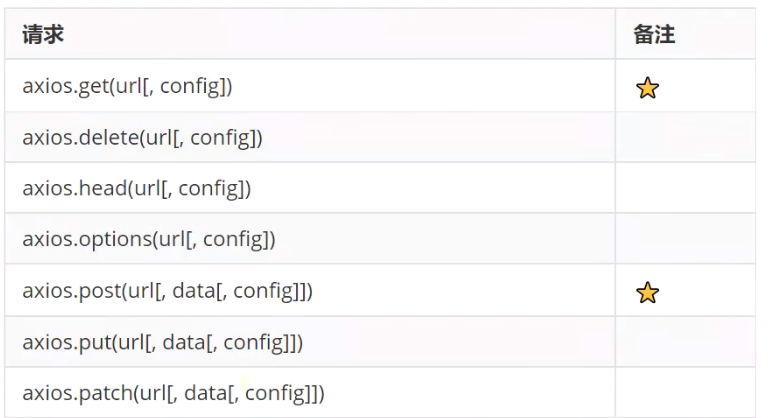 请求 备注
axios.get(url[, config])
axios.delete(url[, config])
axios.head(url[, config])
axios.options(url[, config])
axios.post(url[, data[, config]])
axios.put(url[, data[, config]])
axios.patch(url[, data[, config]])